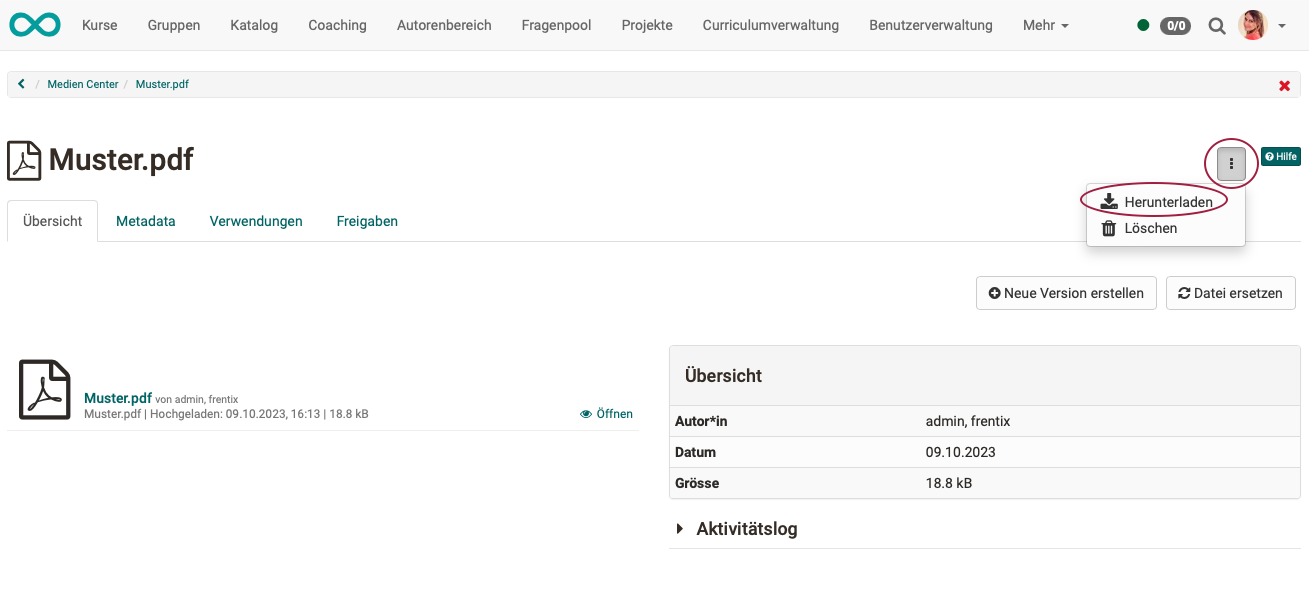 Kurse Gruppen Katalog Coaching Autorenbereich Fragenpool Projekte Curriculumverwaltung Benutzerverwaltung Mehr 0/0
/ Medien Center / Muster.pdf
Muster.pdf
Hilfe
Herunterladen
Löschen
Übersicht Metadata Verwendungen Freigaben
Neue Version erstellen Datei ersetzen
Muster.pdf von admin, frentix
Muster.pdf | Hochgeladen: 09.10.2023, 16:13 | 18.8 kB Öffnen
Übersicht
Autor*in admin, frentix
Datum 09.10.2023
Grösse 18.8 kB
Aktivitätslog